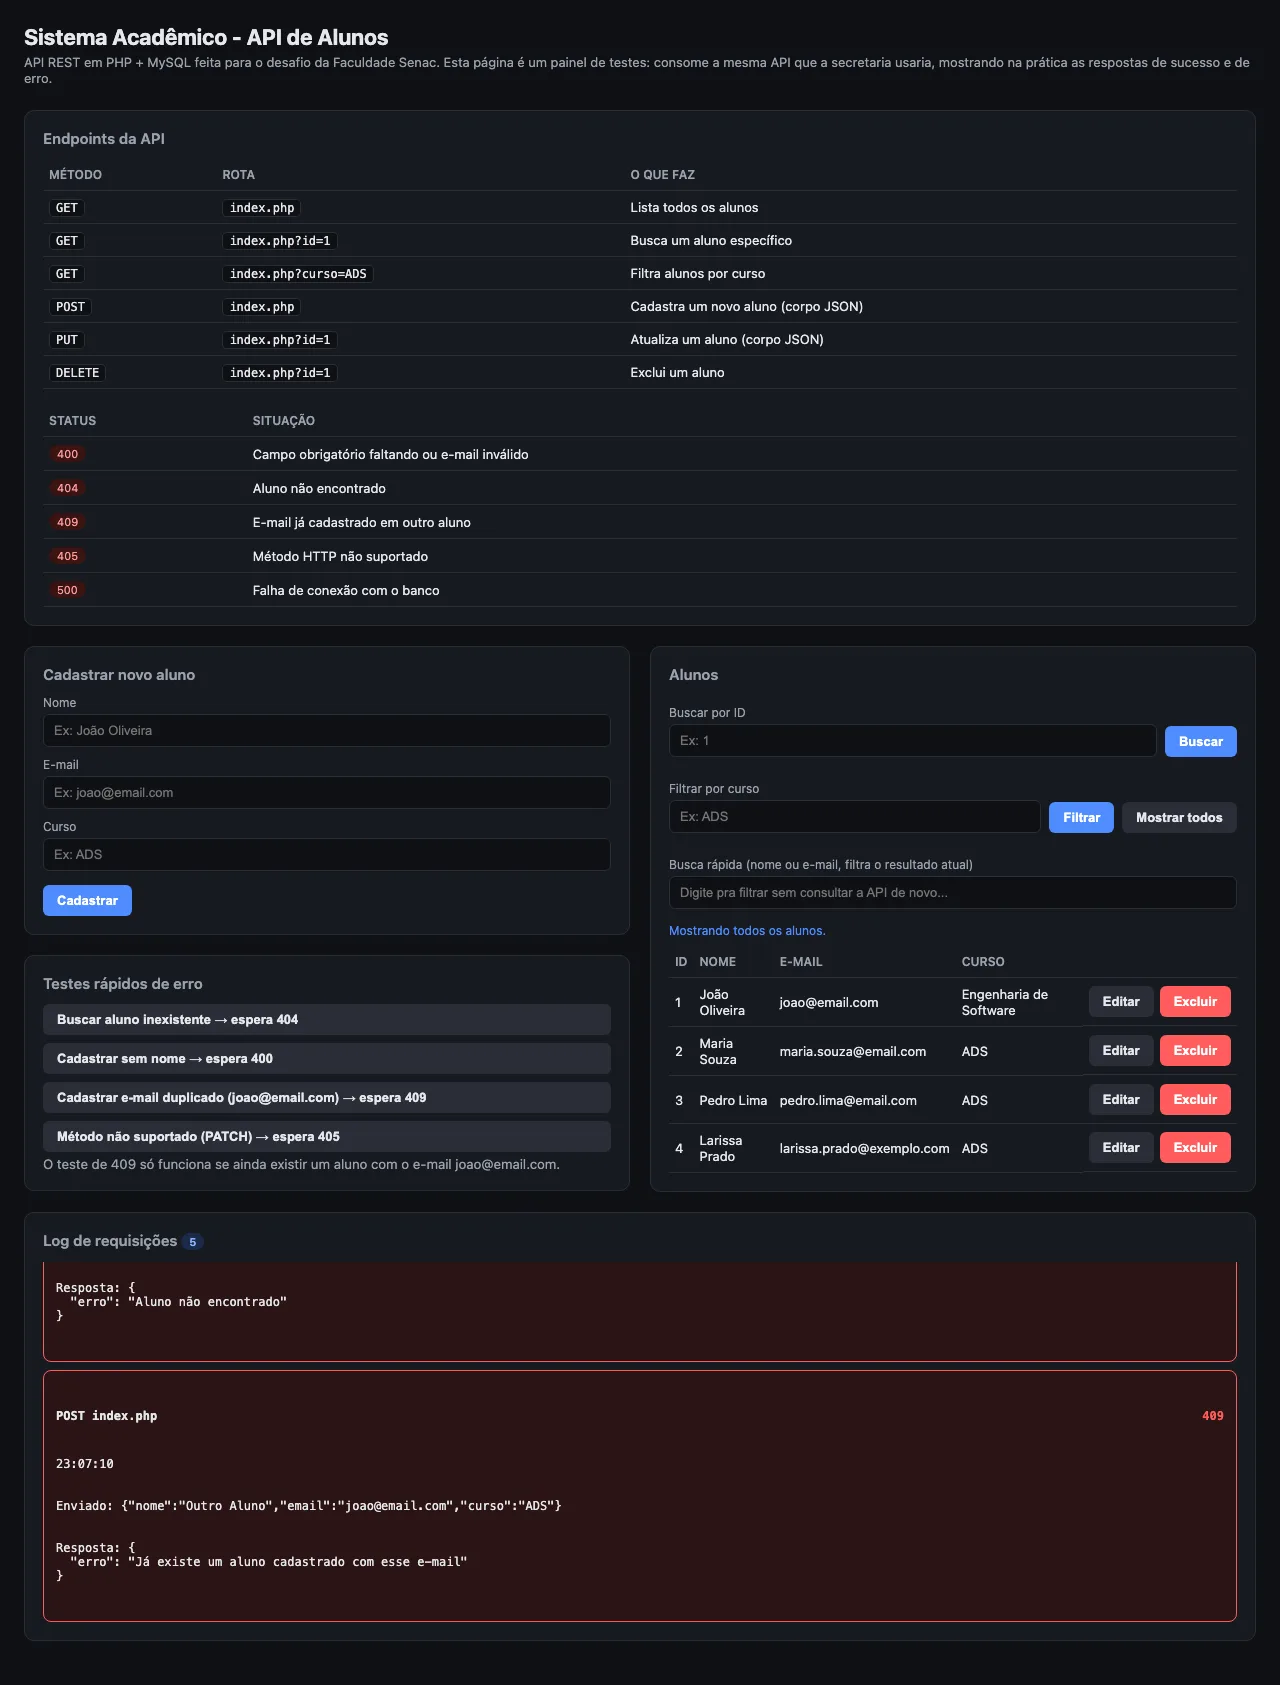 Sistema Acadêmico - API de Alunos
API REST em PHP + MySQL feita para o desafio da Faculdade Senac. Esta página é um painel de testes: consome a mesma API que a secretaria usaria, mostrando na prática as respostas de sucesso e de
erro.
Endpoints da API
MÉTODO ROTA O QUE FAZ
GET index.php Lista todos os alunos
GET index.php?id=1 Busca um aluno específico
GET index.php?curso=ADS Filtra alunos por curso
POST index.php Cadastra um novo aluno (corpo JSON)
PUT index.php?id=1 Atualiza um aluno (corpo JSON)
DELETE index.php?id=1 Exclui um aluno
STATUS SITUAÇÃO
400 Campo obrigatório faltando ou e-mail inválido
404 Aluno não encontrado
409 E-mail já cadastrado em outro aluno
405 Método HTTP não suportado
500 Falha de conexão com o banco
Cadastrar novo aluno
Nome
Ex: João Oliveira
E-mail
Ex: joao@email.com
Curso
Ex: ADS
Cadastrar
Testes rápidos de erro
Buscar aluno inexistente → espera 404
Cadastrar sem nome → espera 400
Cadastrar e-mail duplicado (joao@email.com) → espera 409
Método não suportado (PATCH) → espera 405
O teste de 409 só funciona se ainda existir um aluno com o e-mail joao@email.com.
Alunos
Buscar por ID
Ex: 1 Buscar
Filtrar por curso
Ex: ADS Filtrar Mostrar todos
Busca rápida (nome ou e-mail, filtra o resultado atual)
Digite pra filtrar sem consultar a API de novo...
Mostrando todos os alunos.
ID NOME E-MAIL CURSO
1 João Oliveira joao@email.com Engenharia de Software Editar Excluir
2 Maria Souza maria.souza@email.com ADS Editar Excluir
3 Pedro Lima pedro.lima@email.com ADS Editar Excluir
4 Larissa Prado larissa.prado@exemplo.com ADS Editar Excluir
Log de requisições 5
Resposta: {
"erro": "Aluno não encontrado"
}
POST index.php 409
23:07:10
Enviado: {"nome":"Outro Aluno","email":"joao@email.com","curso":"ADS"}
Resposta: {
"erro": "Já existe um aluno cadastrado com esse e-mail"
}